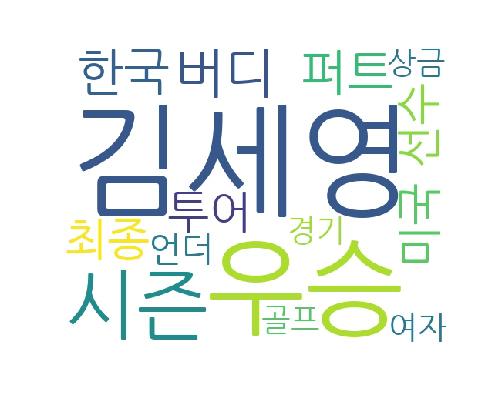 한국 버디 퍼트 상금
김세영 선수
투어 미국
최종 언더 경기
시즌 우승
골프 여자